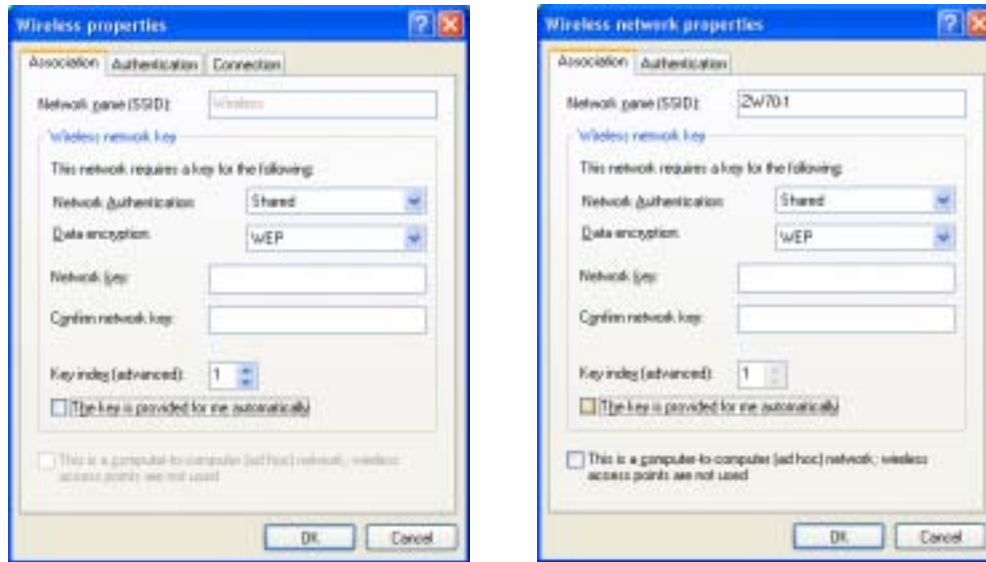 Wireless properties
Association Authentication Connection
Network name (SSID): Wireless
Wireless network key
This network requires a key for the following:
Network Authentication: Shared
Data encryption: WEP
Network key:
Confirm network key:
Key index (advanced): 1
The key is provided for me automatically
This is a computer-to-computer (ad hoc) network; wireless
access points are not used
OK Cancel
Wireless network properties
Association Authentication
Network name (SSID):
Wireless network key
This network requires a key for the following:
Network Authentication: Shared
Data encryption: WEP
Network key:
Confirm network key:
Key index (advanced): 1
The key is provided for me automatically
This is a computer-to-computer (ad hoc) network; wireless
access points are not used
OK Cancel